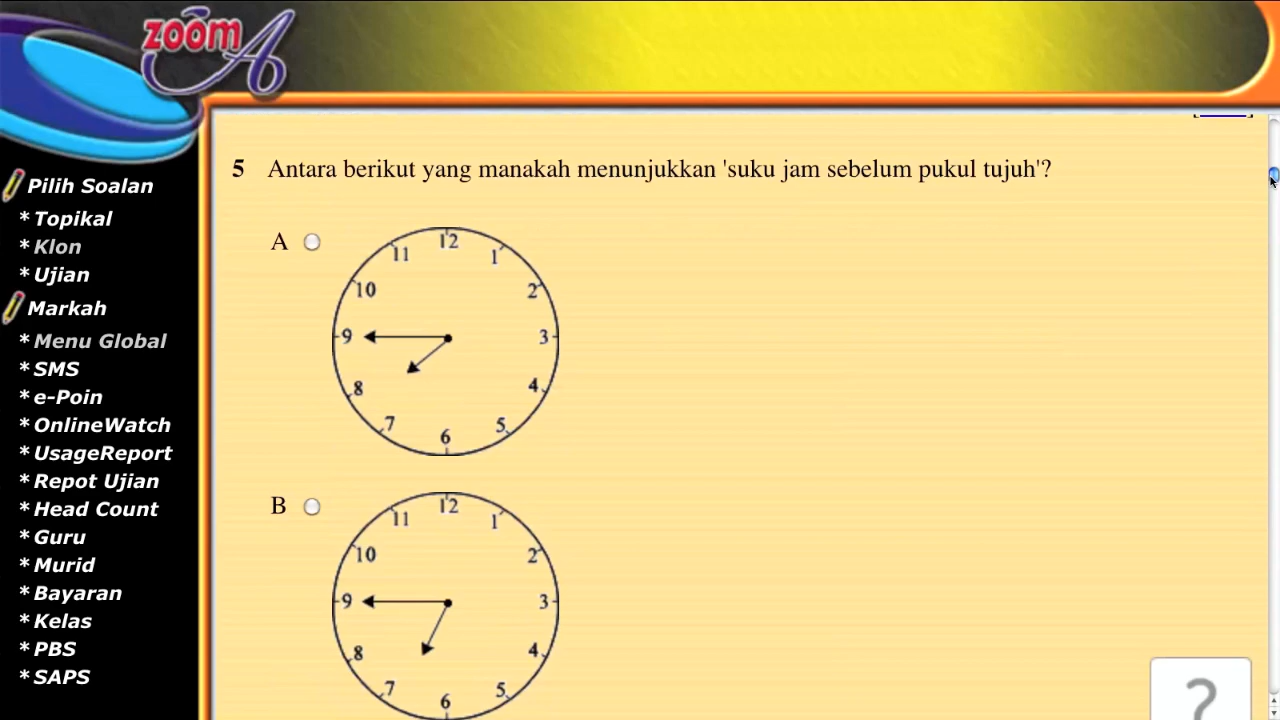 zoom A
Pilih Soalan
* Topikal
* Klon
* Ujian
Markah
* Menu Global
* SMS
* e-Poin
* OnlineWatch
* UsageReport
* Repot Ujian
* Head Count
* Guru
* Murid
* Bayaran
* Kelas
* PBS
* SAPS
5 Antara berikut yang manakah menunjukkan 'suku jam sebelum pukul tujuh'?
A
12
11 1
10 2
9 3
8 4
7 5
6
B
12
11 1
10 2
9 3
8 4
7 5
6
?